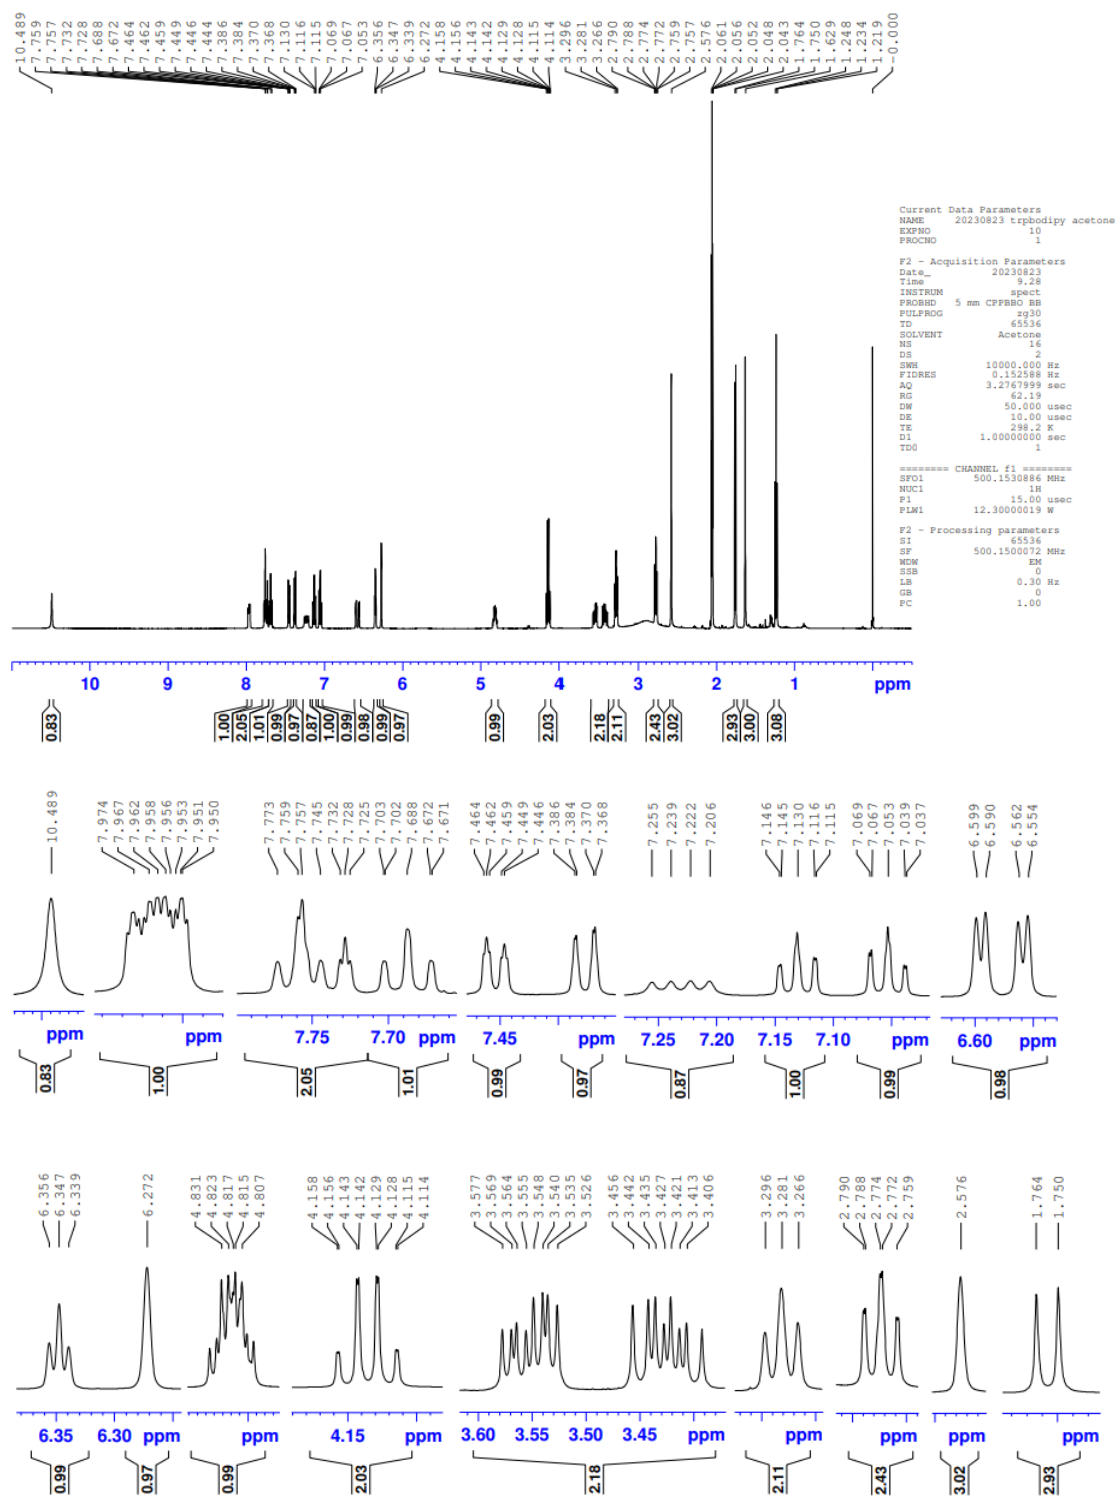 10.489 7.759 7.757 7.732 7.728 7.688 7.672 7.464 7.462 7.459 7.449 7.446 7.444 7.386 7.384 7.370 7.368 7.130 7.116 7.115 7.069 7.067 7.053 6.356 6.347 6.339 6.272 4.158 4.156 4.143 4.142 4.129 4.128 4.115 4.114 3.296 3.281 3.266 2.790 2.788 2.774 2.772 2.759 2.757 2.576 2.061 2.056 2.052 2.048 2.043 1.764 1.750 1.629 1.248 1.234 1.219 -0.000
Current Data Parameters
NAME 20230823 trpbodipy acetone
EXPNO 10
PROCNO 1
F2 - Acquisition Parameters
Date_ 20230823
Time 9.28
INSTRUM spect
PROBHD 5 mm CPPBBO BB
PULPROG zg30
TD 65536
SOLVENT Acetone
NS 16
DS 2
SWH 10000.000 Hz
FIDRES 0.152588 Hz
AQ 3.2767999 sec
RG 62.19
DW 50.000 usec
DE 10.00 usec
TE 298.2 K
D1 1.00000000 sec
TD0 1
======== CHANNEL f1 ========
SFO1 500.1530886 MHz
NUC1 1H
P1 15.00 usec
PLW1 12.30000019 W
F2 - Processing parameters
SI 65536
SF 500.1500072 MHz
WDW EM
SSB 0
LB 0.30 Hz
GB 0
PC 1.00
10 9 8 7 6 5 4 3 2 1 ppm
0.83 1.00 2.05 1.01 0.99 0.97 0.87 1.00 0.99 0.98 0.99 0.97 0.99 2.03 2.18 2.11 2.43 3.02 2.93 3.00 3.08
10.489 7.974 7.967 7.962 7.958 7.956 7.953 7.951 7.950 7.773 7.759 7.757 7.745 7.732 7.728 7.725 7.703 7.702 7.688 7.672 7.671 7.464 7.462 7.459 7.449 7.446 7.386 7.384 7.370 7.368 7.255 7.239 7.222 7.206 7.146 7.145 7.130 7.116 7.115 7.069 7.067 7.053 7.039 7.037 6.599 6.590 6.562 6.554
ppm ppm 7.75 7.70 ppm 7.45 ppm 7.25 7.20 ppm 7.15 7.10 ppm 6.60 ppm
0.83 1.00 2.05 1.01 0.99 0.97 0.87 1.00 0.99 0.98
6.356 6.347 6.339 6.272 4.831 4.823 4.817 4.815 4.807 4.158 4.156 4.143 4.142 4.129 4.128 4.115 4.114 3.577 3.569 3.564 3.555 3.548 3.540 3.535 3.526 3.456 3.442 3.435 3.427 3.421 3.413 3.406 3.296 3.281 3.266 2.790 2.788 2.774 2.772 2.759 2.576 1.764 1.750
6.35 6.30 ppm ppm 4.15 ppm 3.60 3.55 3.50 3.45 ppm ppm ppm ppm ppm
0.99 0.97 0.99 2.03 2.18 2.11 2.43 3.02 2.93